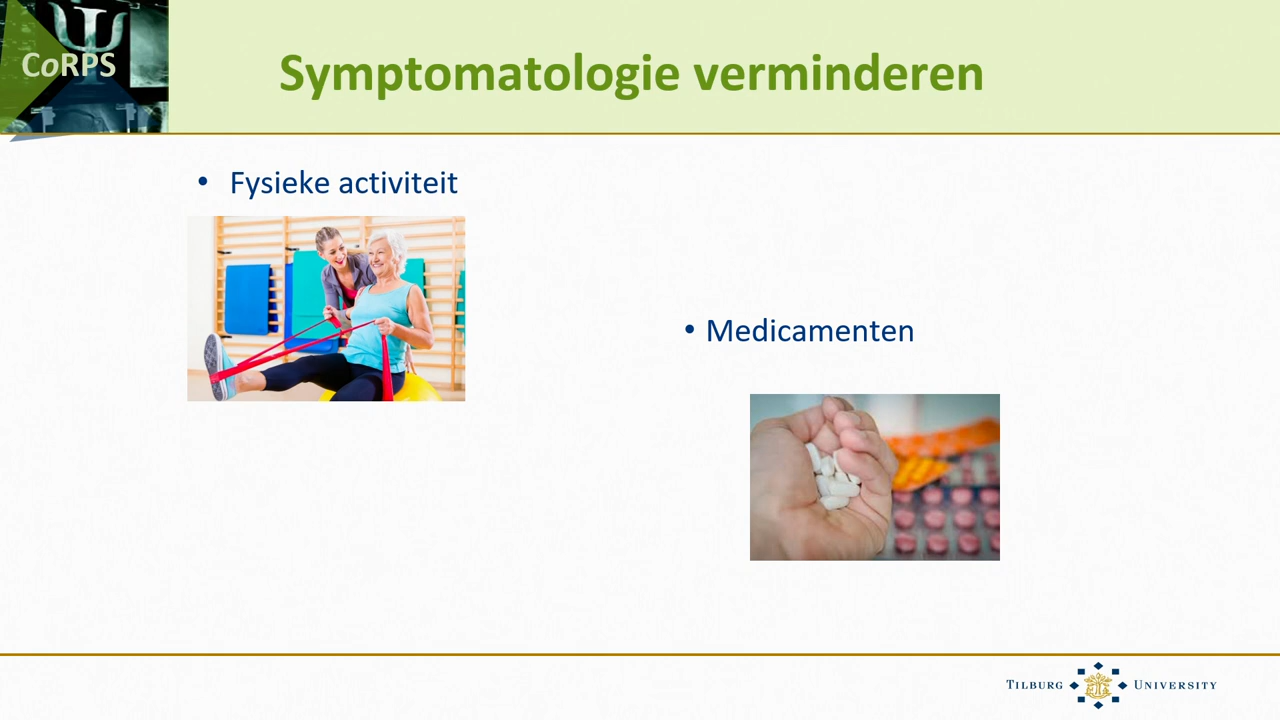 CoRPS
Symptomatologie verminderen
• Fysieke activiteit
• Medicamenten
TILBURG UNIVERSITY